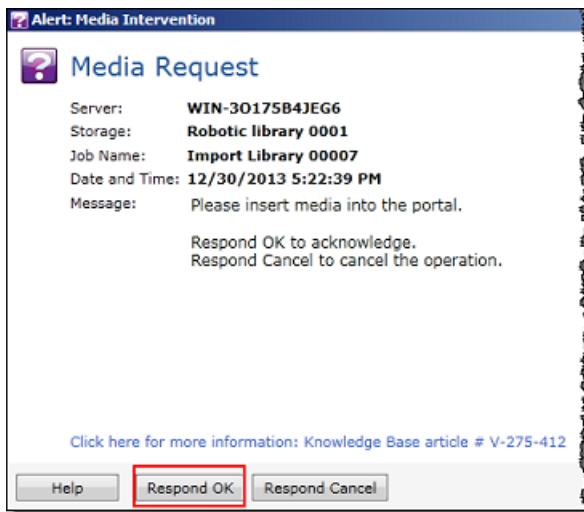 Alert: Media Intervention
Media Request
Server: WIN-3O175B4JEG6
Storage: Robotic library 0001
Job Name: Import Library 00007
Date and Time: 12/30/2013 5:22:39 PM
Message: Please insert media into the portal.
Respond OK to acknowledge.
Respond Cancel to cancel the operation.
Click here for more information: Knowledge Base article # V-275-412
Help Respond OK Respond Cancel